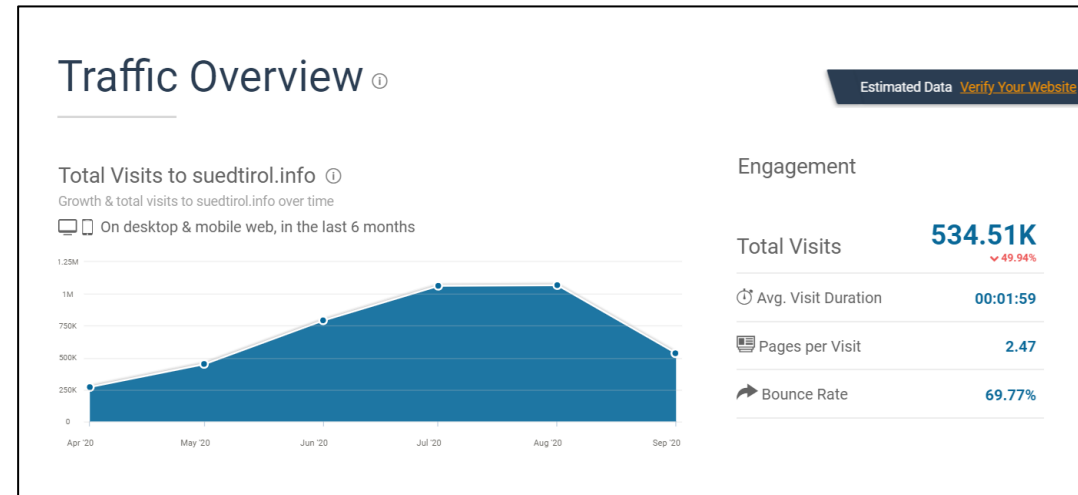 Traffic Overview
Estimated Data Verify Your Website
Total Visits to suedtirol.info
Growth & total visits to suedtirol.info over time
On desktop & mobile web, in the last 6 months
1.25M
1M
750K
500K
250K
0
Apr '20 May '20 Jun '20 Jul '20 Aug '20 Sep '20
Engagement
Total Visits 534.51K
49.94%
Avg. Visit Duration 00:01:59
Pages per Visit 2.47
Bounce Rate 69.77%